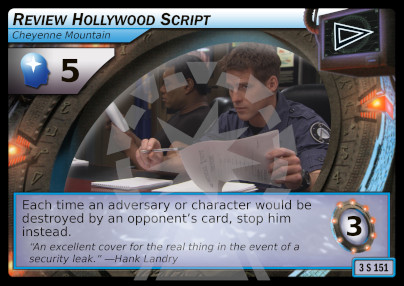 REVIEW HOLLYWOOD SCRIPT
Cheyenne Mountain
5
Each time an adversary or character would be
destroyed by an opponent's card, stop him
instead.
"An excellent cover for the real thing in the event of a
security leak." —Hank Landry
3
3 S 151